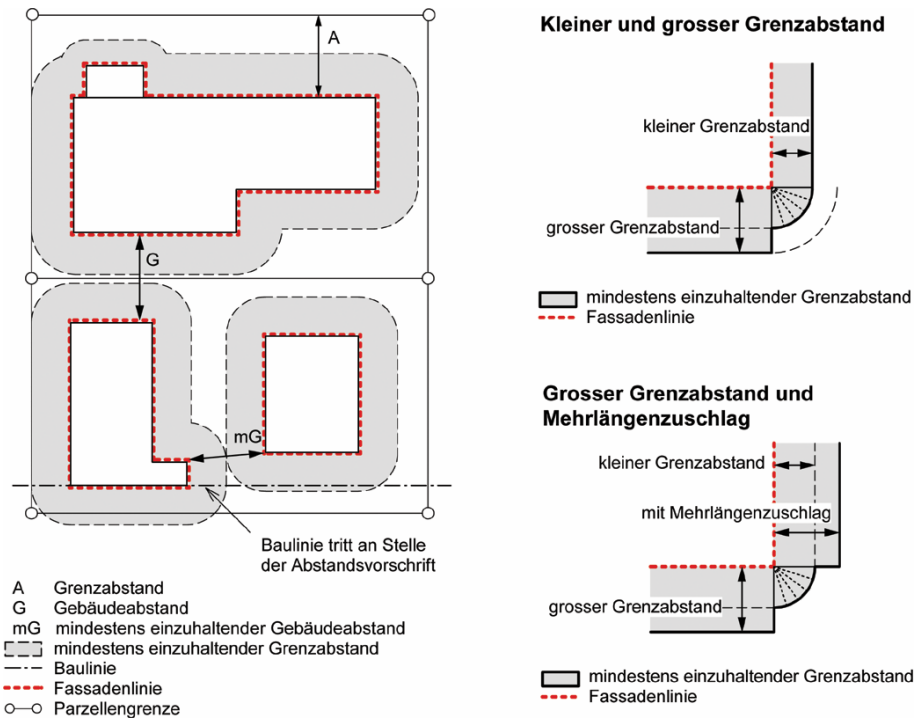 A
G
mG
Baulinie tritt an Stelle
der Abstandsvorschrift
A Grenzabstand
G Gebäudeabstand
mG mindestens einzuhaltender Gebäudeabstand
mindestens einzuhaltender Grenzabstand
Baulinie
Fassadenlinie
Parzellengrenze
Kleiner und grosser Grenzabstand
kleiner Grenzabstand
grosser Grenzabstand
mindestens einzuhaltender Grenzabstand
Fassadenlinie
Grosser Grenzabstand und
Mehrlängenzuschlag
kleiner Grenzabstand
mit Mehrlängenzuschlag
grosser Grenzabstand
mindestens einzuhaltender Grenzabstand
Fassadenlinie